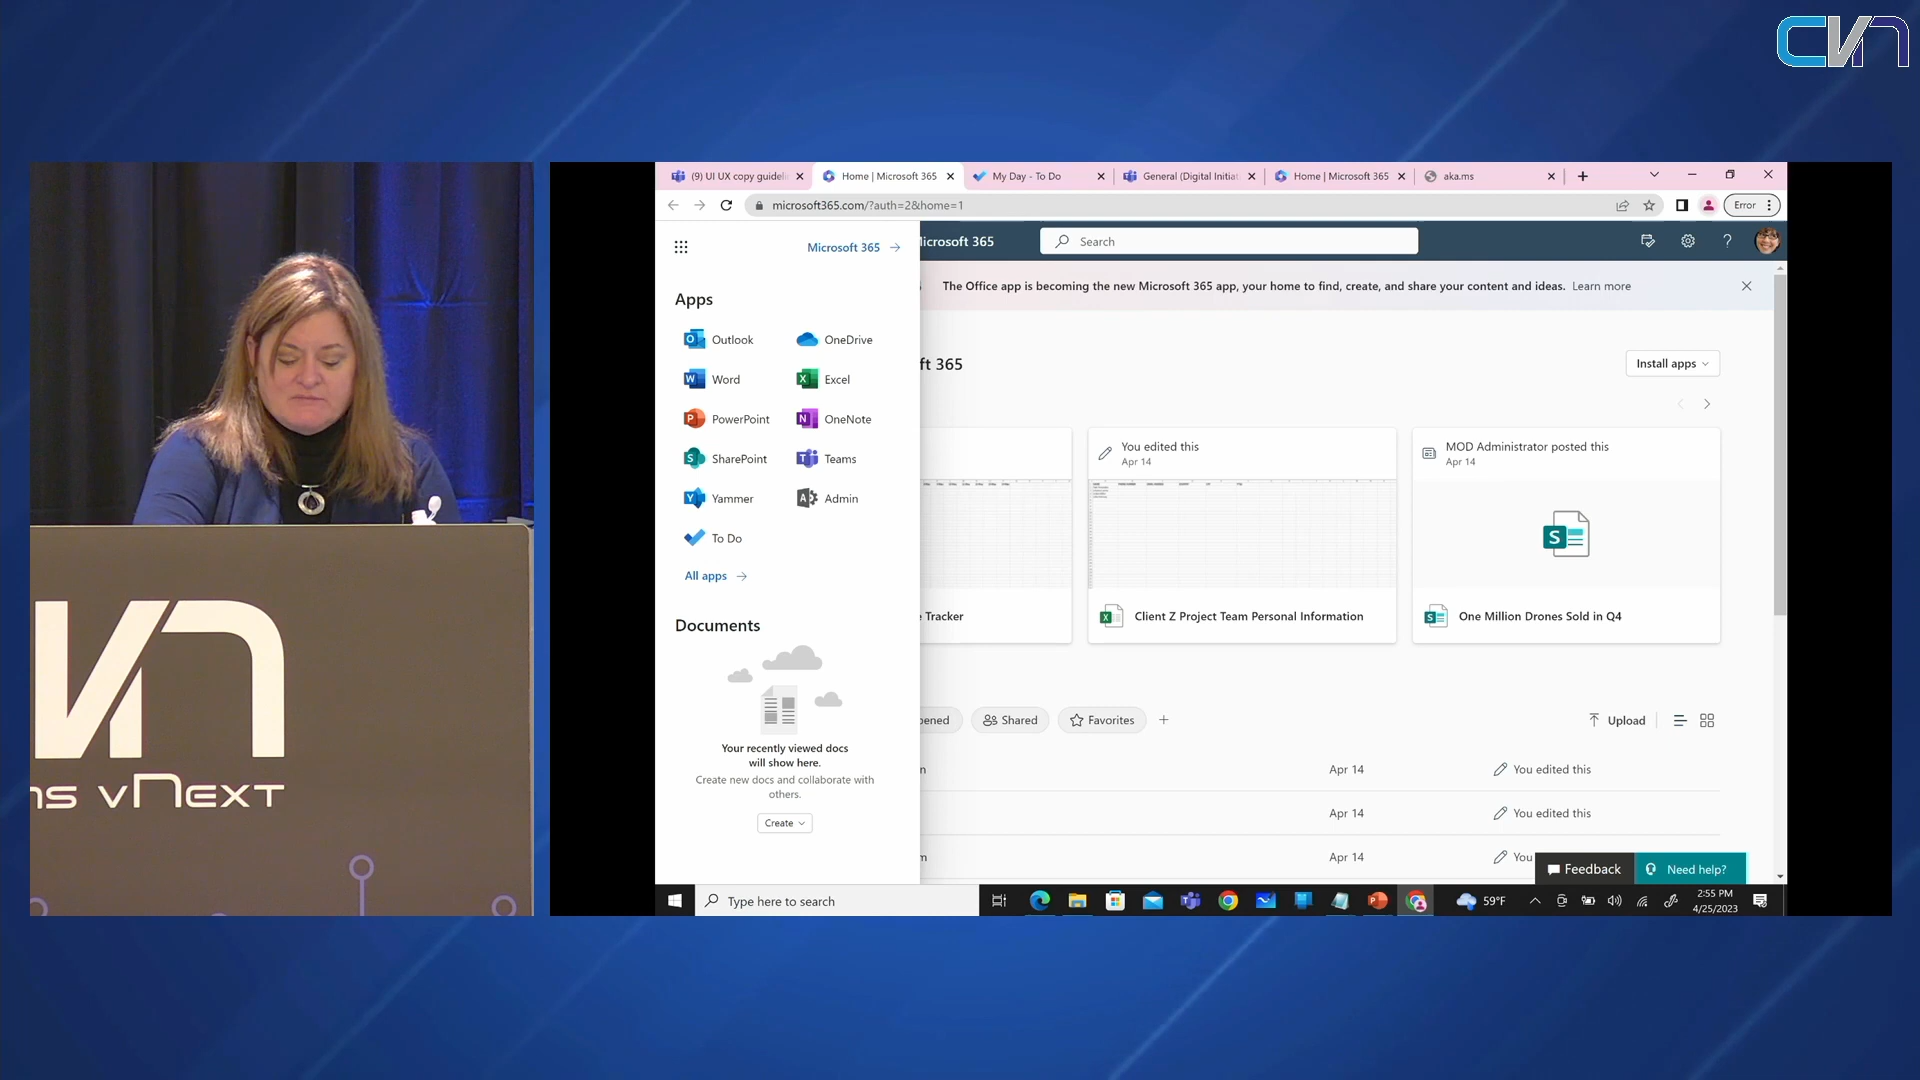 CVN
(9) UI UX copy guideli
Home | Microsoft 365
My Day - To Do
General (Digital Initiat
Home | Microsoft 365
aka.ms
microsoft365.com/?auth=2&home=1
Error
Microsoft 365
icrosoft 365
Search
The Office app is becoming the new Microsoft 365 app, your home to find, create, and share your content and ideas. Learn more
Apps
Outlook
OneDrive
Word
Excel
PowerPoint
OneNote
SharePoint
Teams
Yammer
Admin
To Do
All apps
ft 365
Install apps
You edited this
Apr 14
MOD Administrator posted this
Apr 14
e Tracker
Client Z Project Team Personal Information
One Million Drones Sold in Q4
Documents
Your recently viewed docs
will show here.
Create new docs and collaborate with
others.
Create
pened
Shared
Favorites
Upload
n
Apr 14
You edited this
Apr 14
You edited this
m
Apr 14
You
Feedback
Need help?
Type here to search
59°F
2:55 PM
4/25/2023
VN
ns vNext